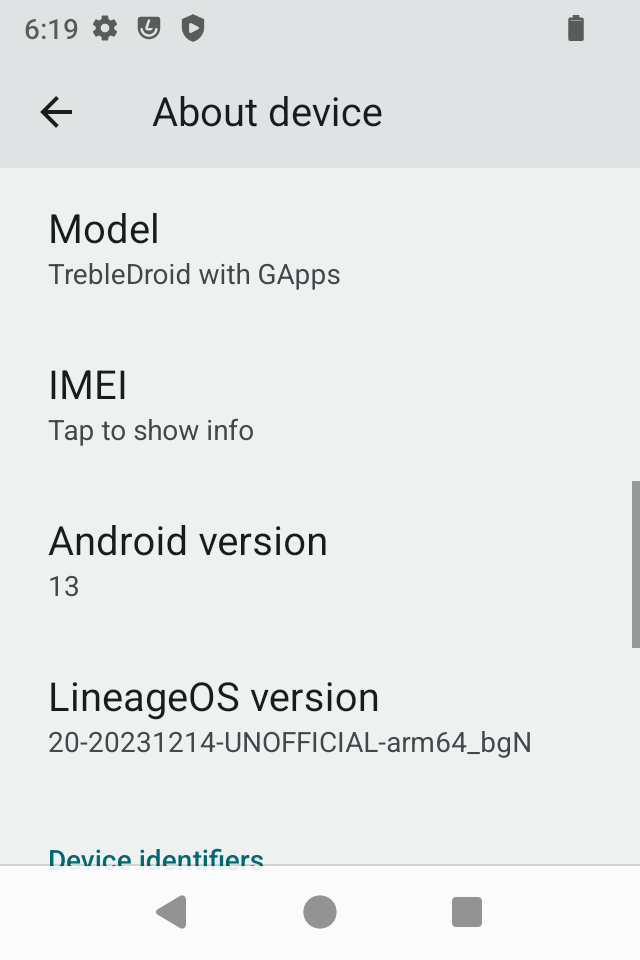 6:19
About device
Model
TrebleDroid with GApps
IMEI
Tap to show info
Android version
13
LineageOS version
20-20231214-UNOFFICIAL-arm64_bgN
Device identifiers